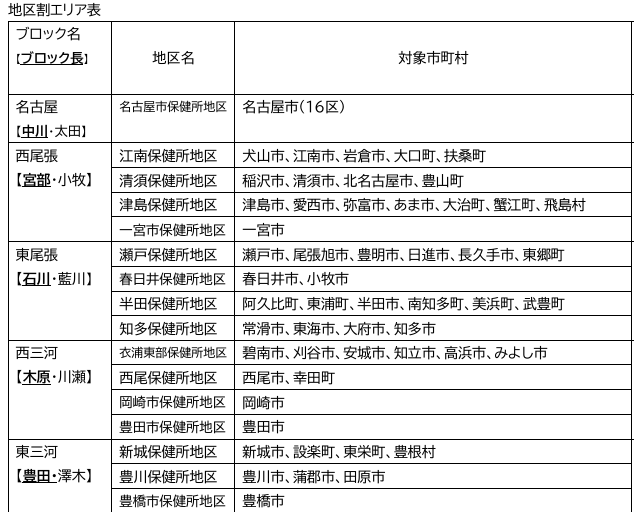 地区割エリア表
ブロック名
【ブロック長】
地区名
対象市町村
名古屋
【中川・太田】
名古屋市保健所地区
名古屋市（１６区）
西尾張
【宮部・小牧】
江南保健所地区
犬山市、江南市、岩倉市、大口町、扶桑町
清須保健所地区
稲沢市、清須市、北名古屋市、豊山町
津島保健所地区
津島市、愛西市、弥富市、あま市、大治町、蟹江町、飛島村
一宮市保健所地区
一宮市
東尾張
【石川・藍川】
瀬戸保健所地区
瀬戸市、尾張旭市、豊明市、日進市、長久手市、東郷町
春日井保健所地区
春日井市、小牧市
半田保健所地区
阿久比町、東浦町、半田市、南知多町、美浜町、武豊町
知多保健所地区
常滑市、東海市、大府市、知多市
西三河
【木原・川瀬】
衣浦東部保健所地区
碧南市、刈谷市、安城市、知立市、高浜市、みよし市
西尾保健所地区
西尾市、幸田町
岡崎市保健所地区
岡崎市
豊田市保健所地区
豊田市
東三河
【豊田・澤木】
新城保健所地区
新城市、設楽町、東栄町、豊根村
豊川保健所地区
豊川市、蒲郡市、田原市
豊橋市保健所地区
豊橋市